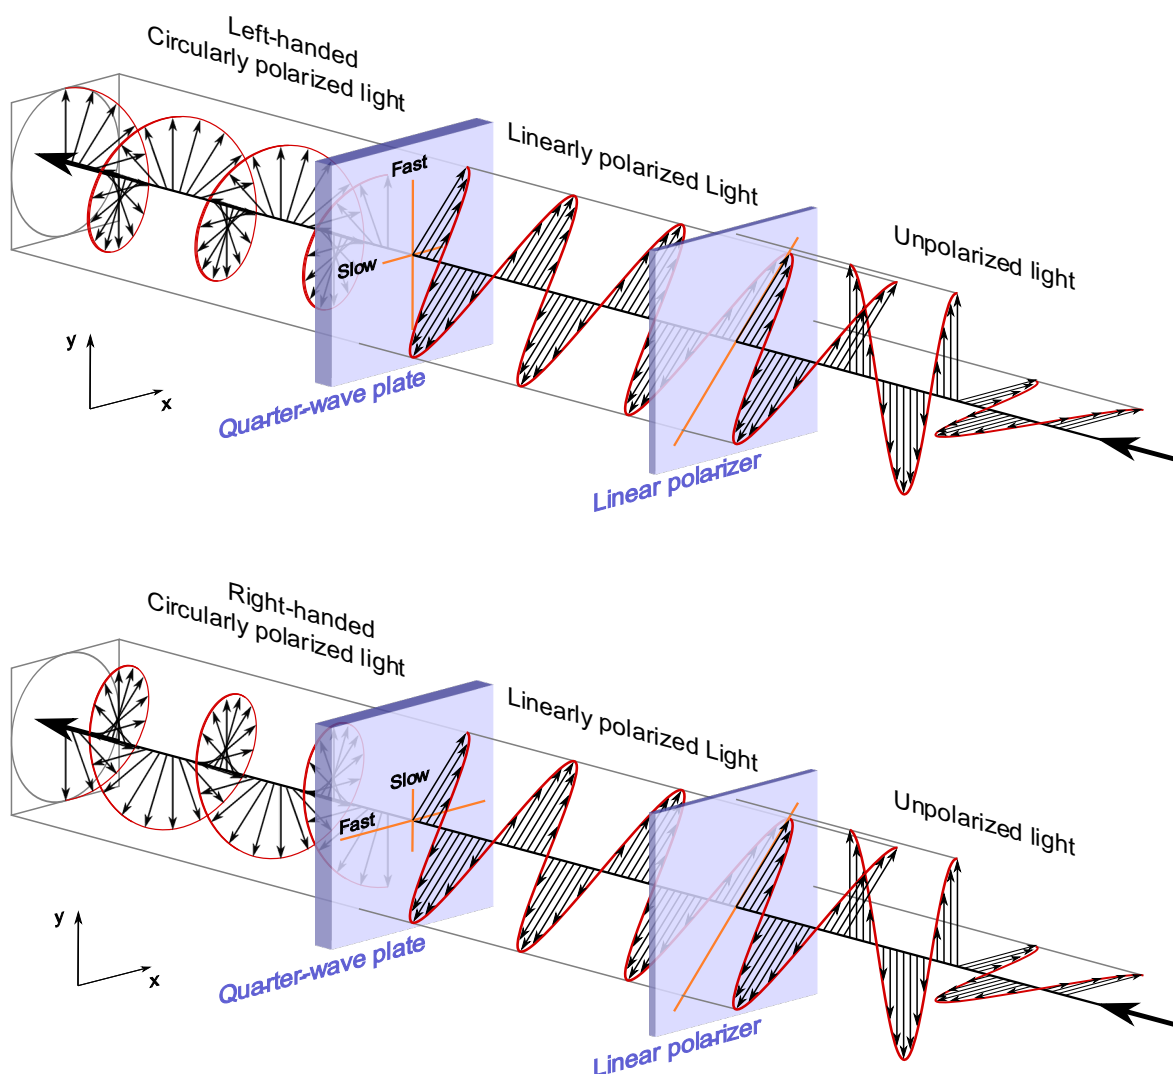 Left-handed
Circularly polarized light
Linearly polarized Light
Unpolarized light
Fast
Slow
y
x
Quarter-wave plate
Linear polarizer
Right-handed
Circularly polarized light
Linearly polarized Light
Unpolarized light
Slow
Fast
y
x
Quarter-wave plate
Linear polarizer